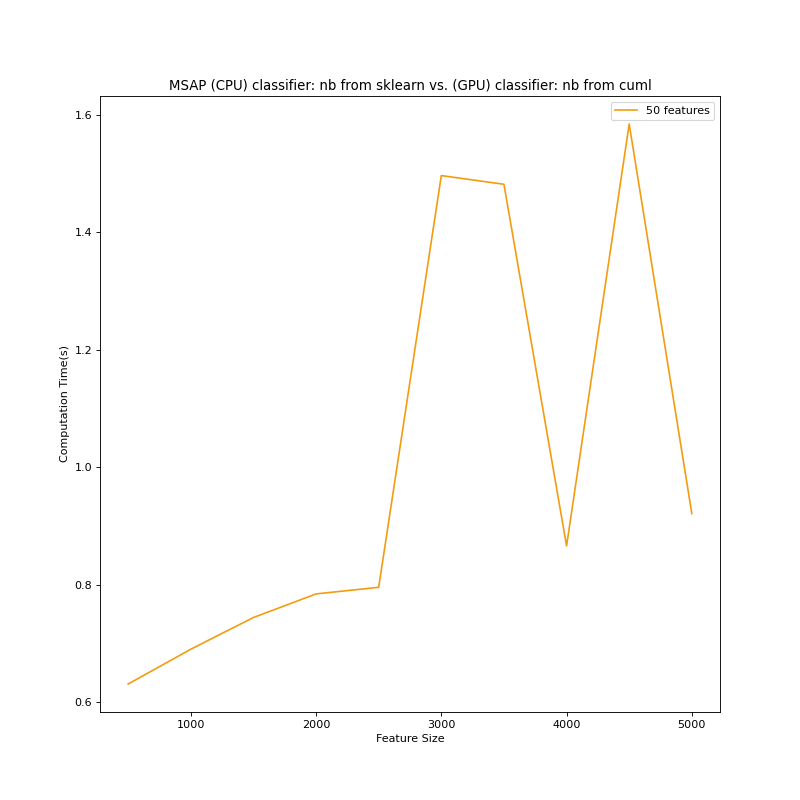 MSAP (CPU) classifier: nb from sklearn vs. (GPU) classifier: nb from cuml
50 features
1.6
1.4
1.2
1.0
0.8
0.6
Computation Time(s)
1000 2000 3000 4000 5000
Feature Size